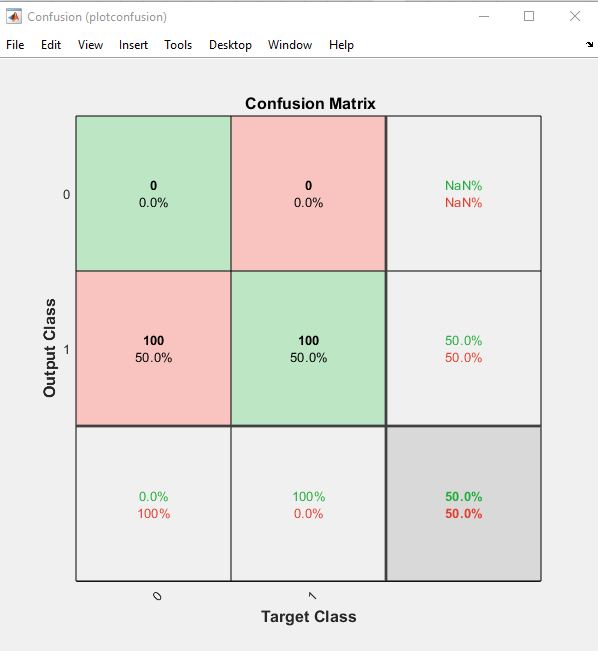 Confusion (plotconfusion)
File Edit View Insert Tools Desktop Window Help
Confusion Matrix
0
0.0%
0
0.0%
NaN%
NaN%
0
100
50.0%
100
50.0%
50.0%
50.0%
1
Output Class
0.0%
100%
100%
0.0%
50.0%
50.0%
0
1
Target Class